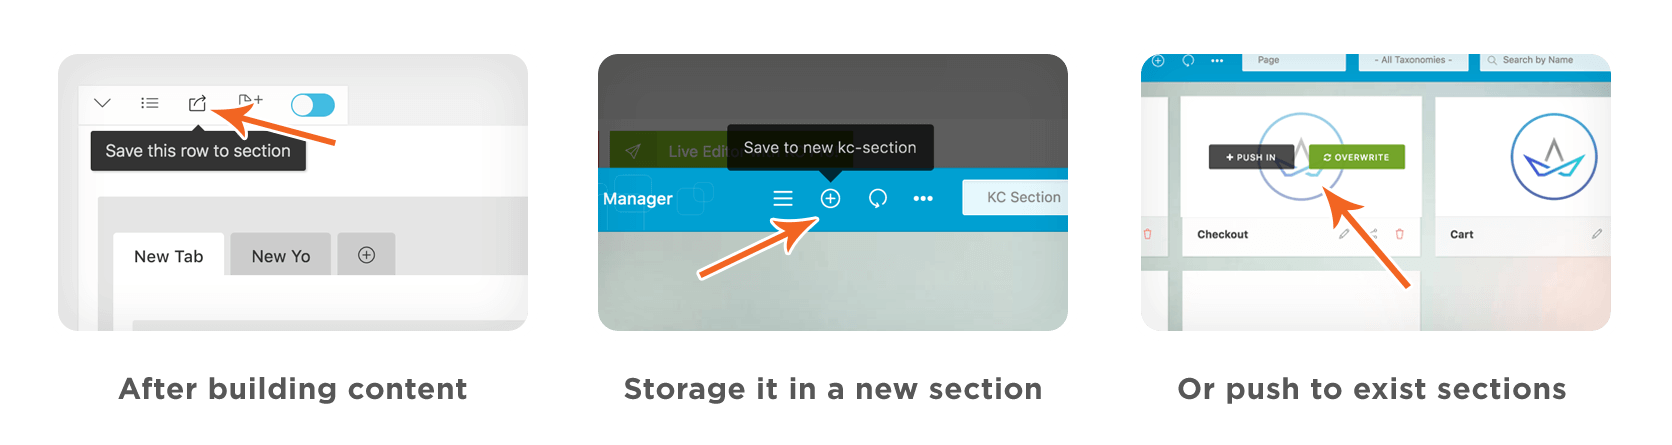 Save this row to section
New Tab
New Yo
After building content
Live Edit
Save to new kc-section
Manager
KC Section
Storage it in a new section
Page
- All Taxonomies -
Search by Name
+ PUSH IN
OVERWRITE
Checkout
Cart
Or push to exist sections